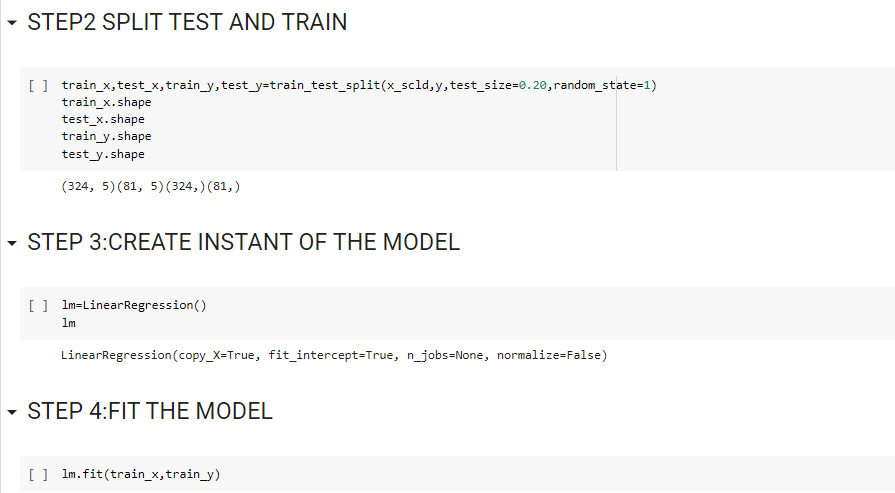 STEP2 SPLIT TEST AND TRAIN
[ ] train_x,test_x,train_y,test_y=train_test_split(x_scld,y,test_size=0.20,random_state=1)
train_x.shape
test_x.shape
train_y.shape
test_y.shape
(324, 5)(81, 5)(324,)(81,)
STEP 3:CREATE INSTANT OF THE MODEL
[ ] lm=LinearRegression()
lm
LinearRegression(copy_X=True, fit_intercept=True, n_jobs=None, normalize=False)
STEP 4:FIT THE MODEL
[ ] lm.fit(train_x,train_y)